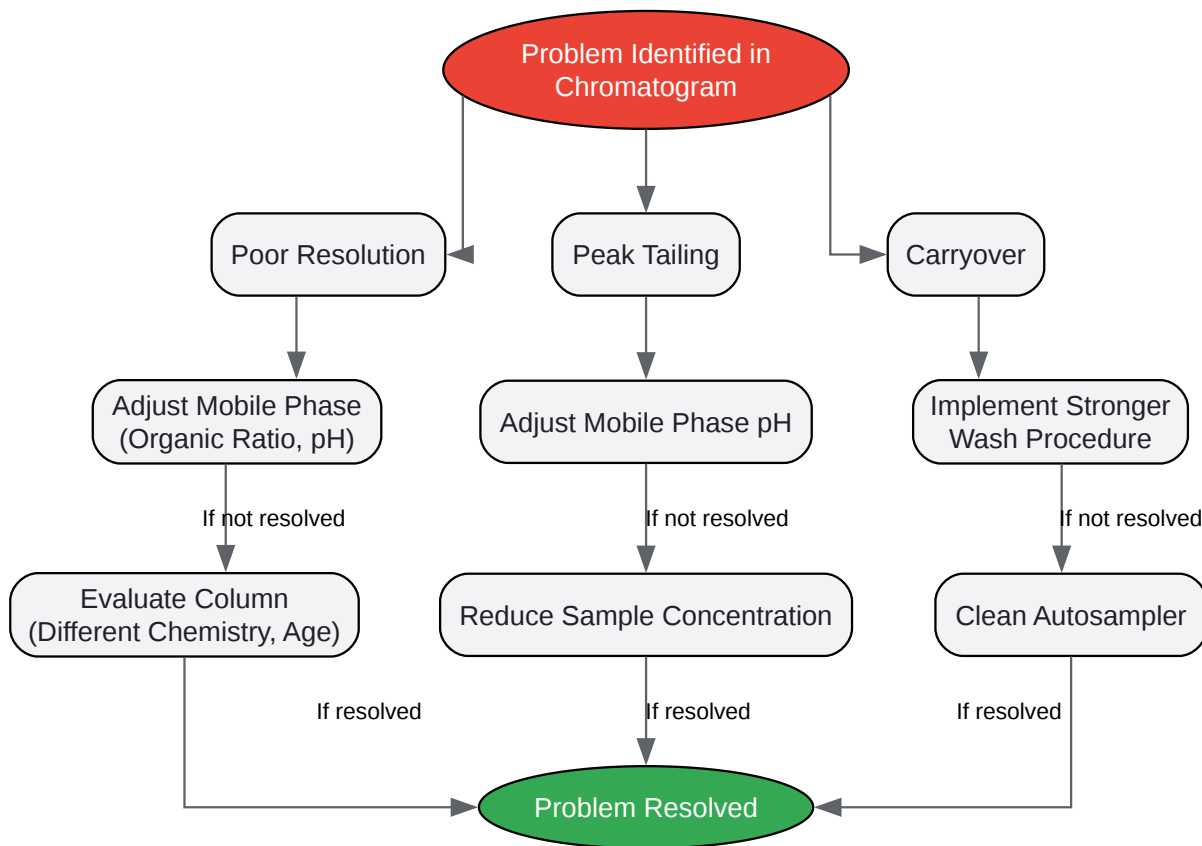 Problem Identified in
Chromatogram
Poor Resolution
Peak Tailing
Carryover
Adjust Mobile Phase
(Organic Ratio, pH)
Adjust Mobile Phase pH
Implement Stronger
Wash Procedure
If not resolved
If not resolved
If not resolved
Evaluate Column
(Different Chemistry, Age)
Reduce Sample Concentration
Clean Autosampler
If resolved
If resolved
If resolved
Problem Resolved